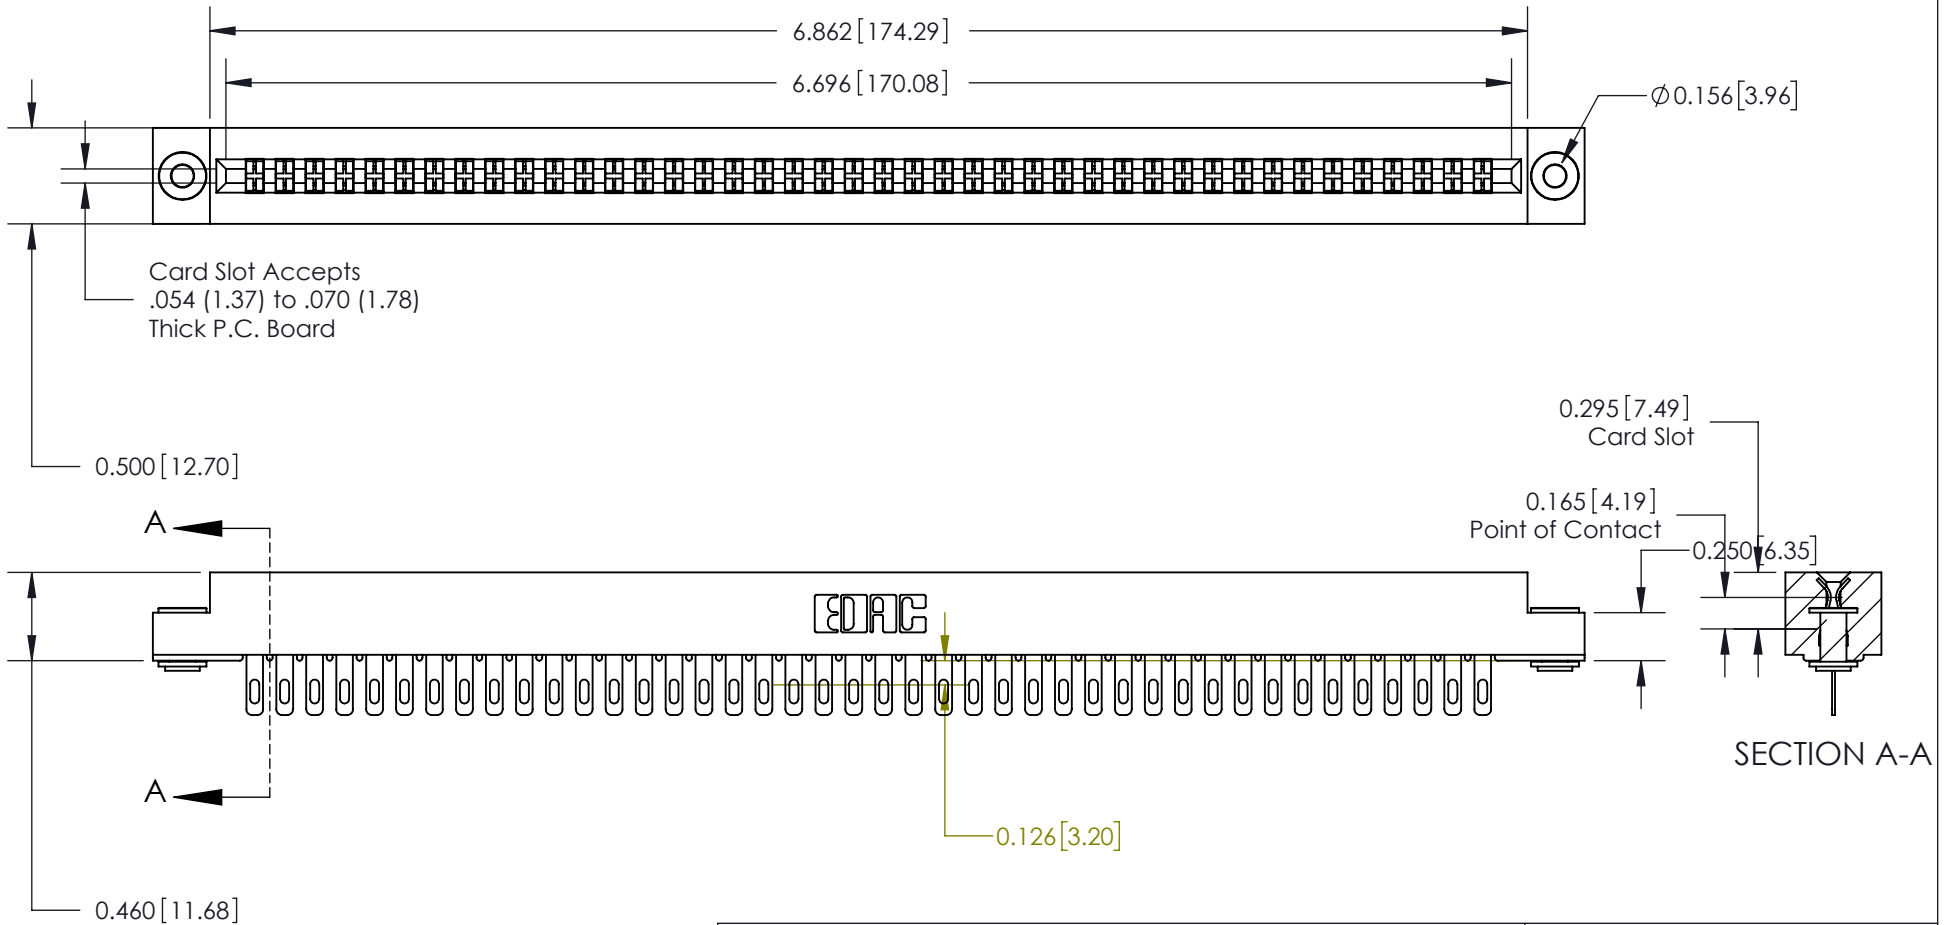 6.862[174.29]
6.696[170.08]
Ø0.156[3.96]
Card Slot Accepts
.054 (1.37) to .070 (1.78)
Thick P.C. Board
0.295[7.49]
Card Slot
0.500[12.70]
0.165[4.19]
Point of Contact
A
0.250[6.35]
EDAC
SECTION A-A
A
0.126[3.20]
0.460[11.68]